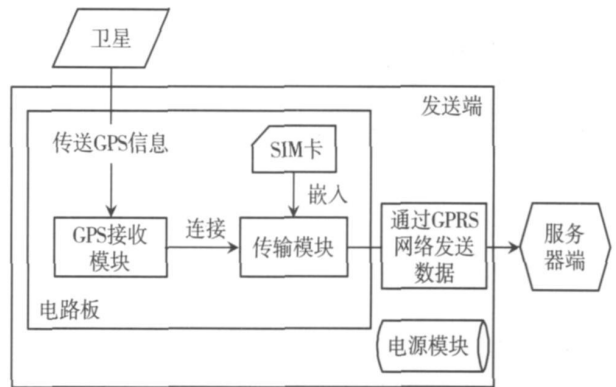 卫星
发送端
传送GPS信息
SIM卡
嵌入
GPS接收
模块
连接
传输模块
通过GPRS
网络发送
数据
服务
器端
电路板
电源模块